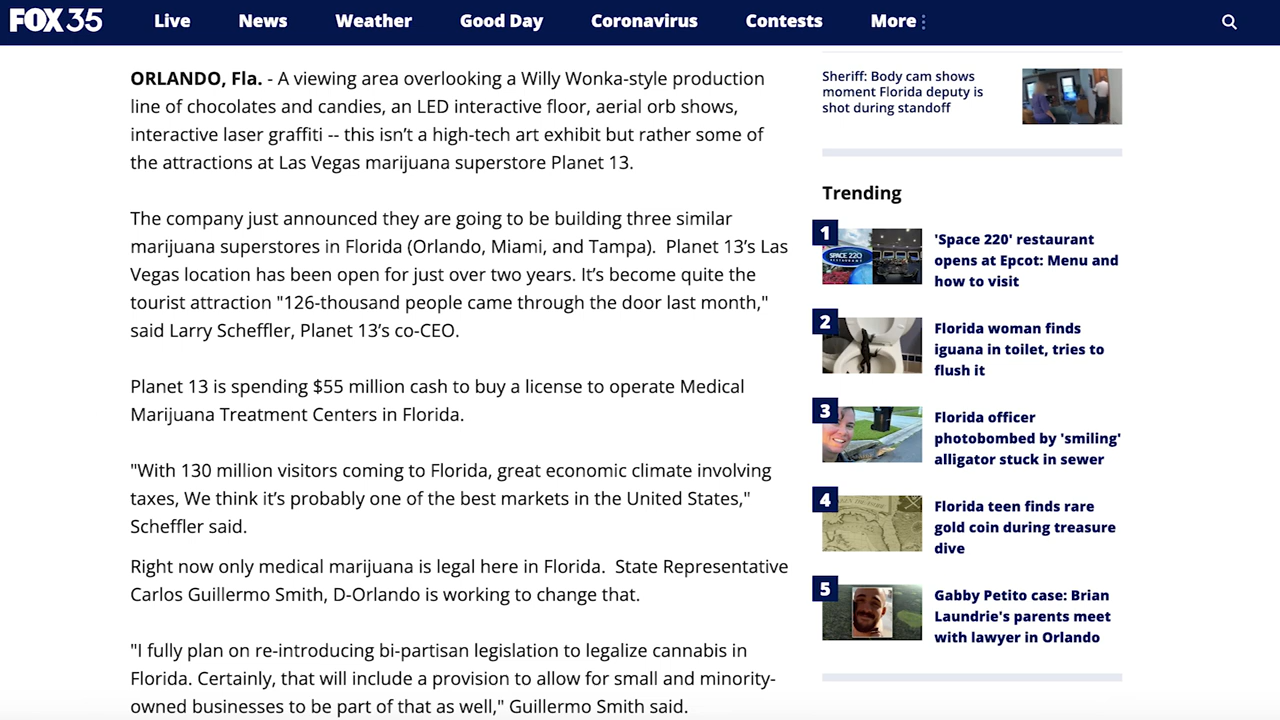 FOX 35 Live News Weather Good Day Coronavirus Contests More
ORLANDO, Fla. - A viewing area overlooking a Willy Wonka-style production
line of chocolates and candies, an LED interactive floor, aerial orb shows,
interactive laser graffiti -- this isn’t a high-tech art exhibit but rather some of
the attractions at Las Vegas marijuana superstore Planet 13.
The company just announced they are going to be building three similar
marijuana superstores in Florida (Orlando, Miami, and Tampa).  Planet 13’s Las
Vegas location has been open for just over two years. It’s become quite the
tourist attraction "126-thousand people came through the door last month,"
said Larry Scheffler, Planet 13’s co-CEO.
Planet 13 is spending $55 million cash to buy a license to operate Medical
Marijuana Treatment Centers in Florida.
"With 130 million visitors coming to Florida, great economic climate involving
taxes, We think it’s probably one of the best markets in the United States,"
Scheffler said.
Right now only medical marijuana is legal here in Florida.  State Representative
Carlos Guillermo Smith, D-Orlando is working to change that.
"I fully plan on re-introducing bi-partisan legislation to legalize cannabis in
Florida. Certainly, that will include a provision to allow for small and minority-
owned businesses to be part of that as well," Guillermo Smith said.
Sheriff: Body cam shows
moment Florida deputy is
shot during standoff
Trending
1
SPACE 220
'Space 220' restaurant
opens at Epcot: Menu and
how to visit
2
Florida woman finds
iguana in toilet, tries to
flush it
3
Florida officer
photobombed by 'smiling'
alligator stuck in sewer
4
Florida teen finds rare
gold coin during treasure
dive
5
Gabby Petito case: Brian
Laundrie's parents meet
with lawyer in Orlando